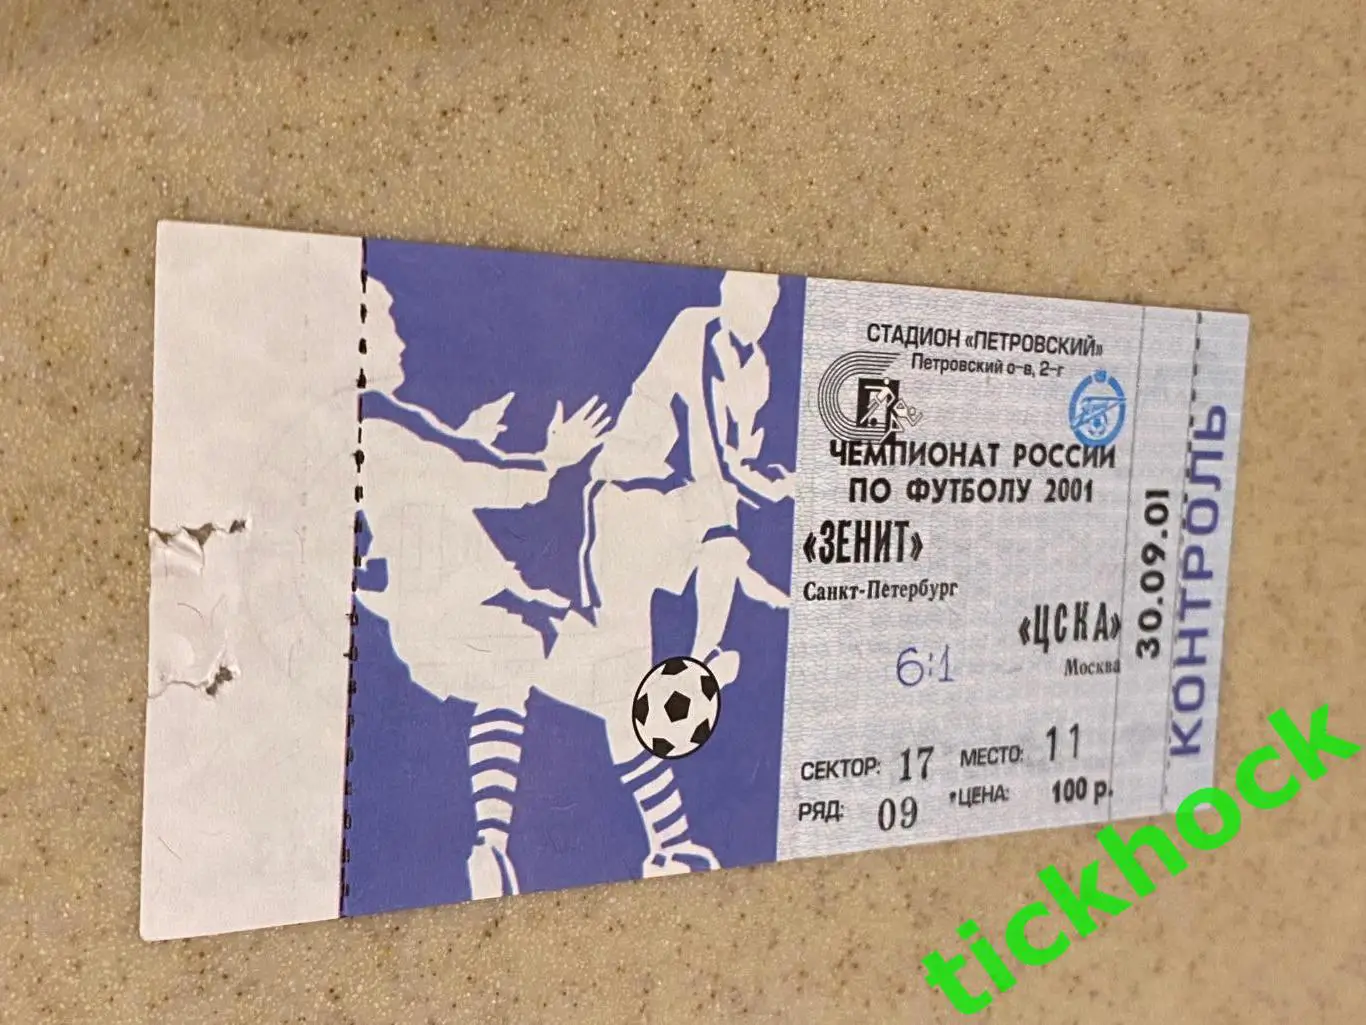 СТАДИОН «ПЕТРОВСКИЙ»
Петровский о-в, 2-г
ЧЕМПИОНАТ РОССИИ
ПО ФУТБОЛУ 2001
«ЗЕНИТ»
Санкт-Петербург
«ЦСКА»
Москва
6:1
СЕКТОР: 17 МЕСТО: 11
РЯД: 09 ЦЕНА: 100 р.
30.09.01
КОНТРОЛЬ
tickhock